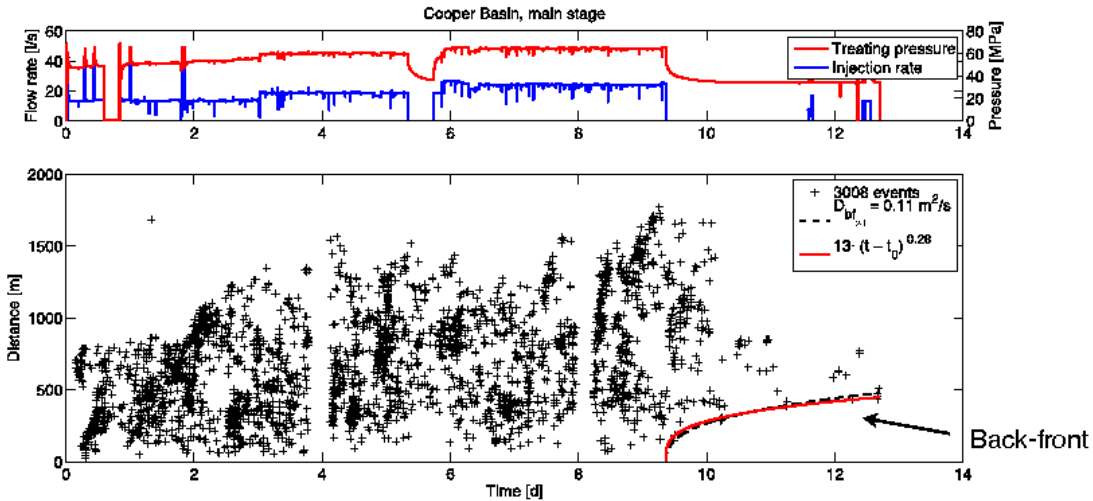 Cooper Basin, main stage
Flow rate [l/s]
60
40
20
0
Treating pressure
Injection rate
80
60
40
20
0
Pressure [MPa]
0 2 4 6 8 10 12 14
Distance [m]
2000
1500
1000
500
0
3008 events
D_bf = 0.11 m²/s
13· (t − t₀)^0.28
Back-front
0 2 4 6 8 10 12 14
Time [d]